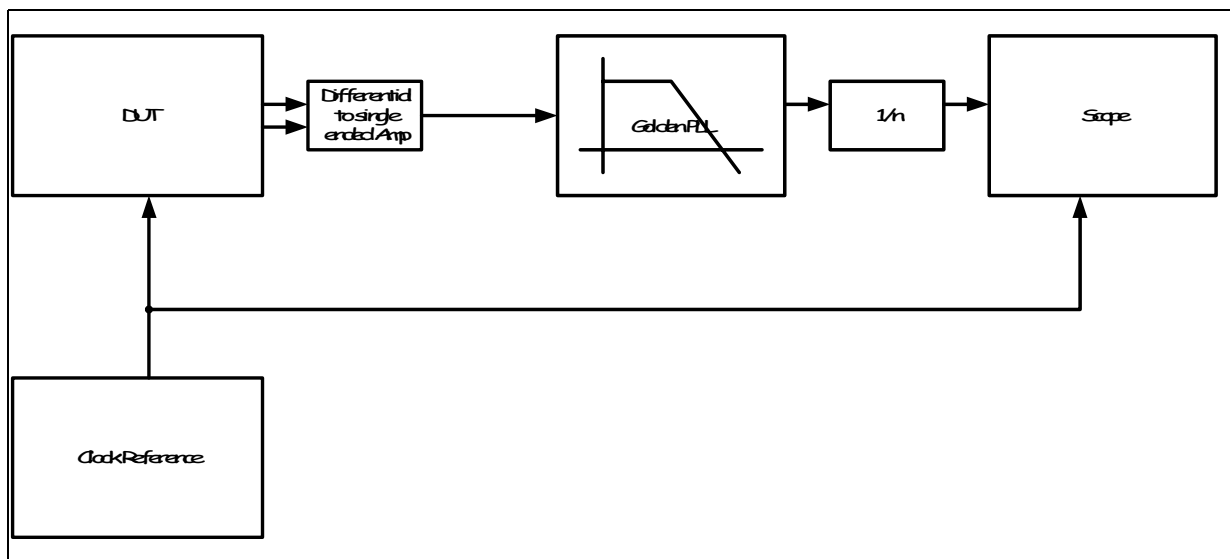 DUT
Differential
to single
ended Amp
Golden PLL
1/n
Scope
Clock Reference